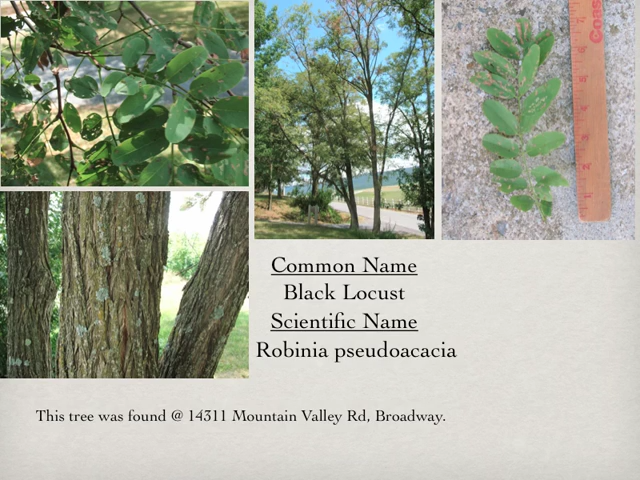 Common Name
Black Locust
Scientific Name
Robinia pseudoacacia
This tree was found @ 14311 Mountain Valley Rd, Broadway.